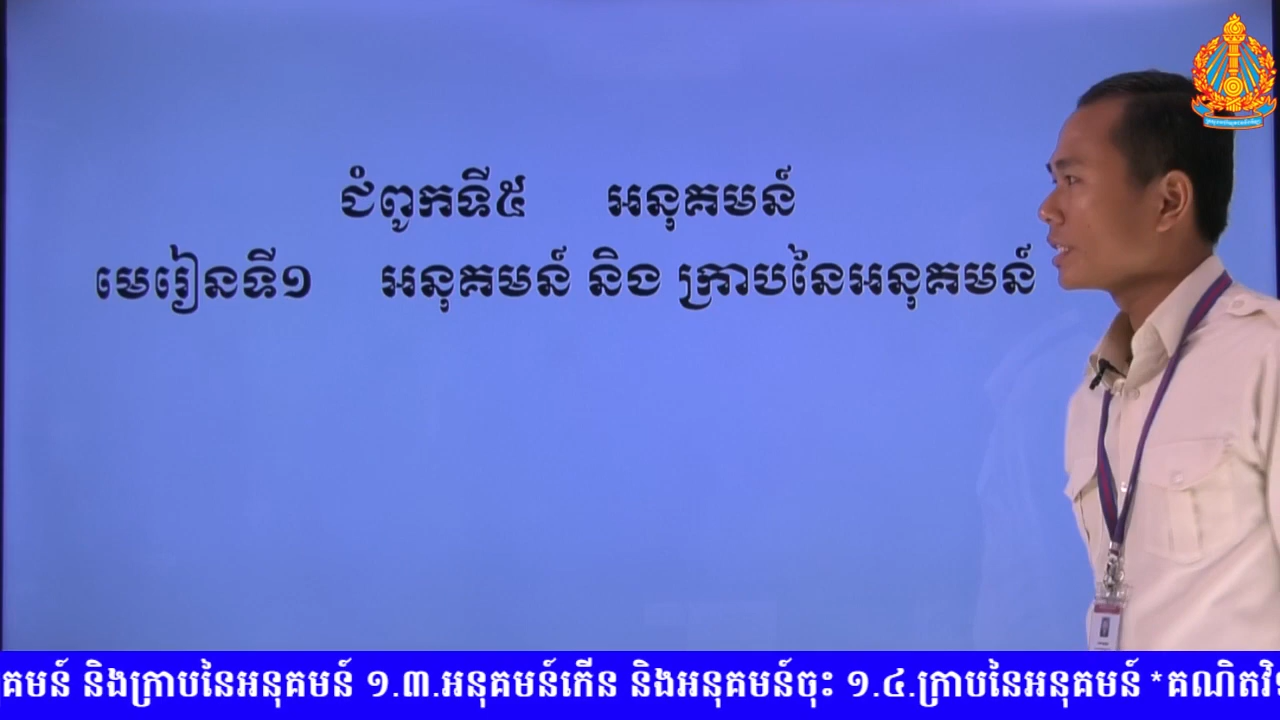 ជំពូកទី៥ អនុគមន៍
មេរៀនទី១ អនុគមន៍ និង ក្រាបនៃអនុគមន៍
គមន៍ និងក្រាបនៃអនុគមន៍ ១.៣.អនុគមន៍កើន និងអនុគមន៍ចុះ ១.៤.ក្រាបនៃអនុគមន៍ *គណិតវិ